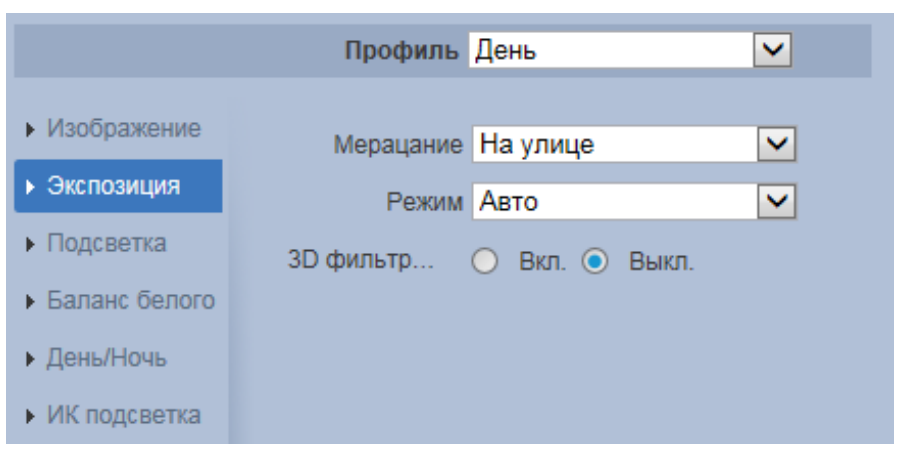 Профиль День
Изображение
Экспозиция
Подсветка
Баланс белого
День/Ночь
ИК подсветка
Мерацание На улице
Режим Авто
3D фильтр... Вкл. Выкл.